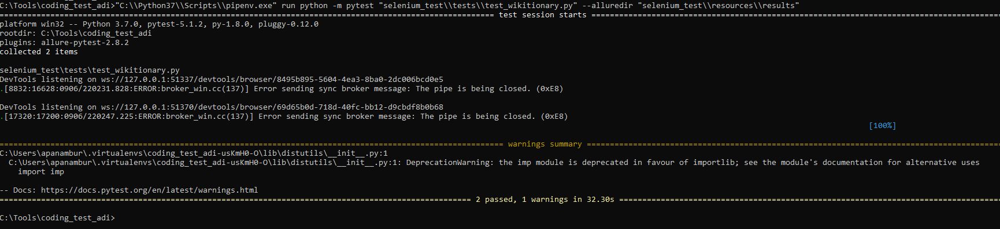 C:\Tools\coding_test_adi>"C:\\Python37\\Scripts\\pipenv.exe" run python -m pytest "selenium_test\\tests\\test_wikitionary.py" --alluredir "selenium_test\\resources\\results"
============================================================ test session starts ============================================================
platform win32 -- Python 3.7.0, pytest-5.1.2, py-1.8.0, pluggy-0.12.0
rootdir: C:\Tools\coding_test_adi
plugins: allure-pytest-2.8.2
collected 2 items

selenium_test\tests\test_wikitionary.py
DevTools listening on ws://127.0.0.1:51337/devtools/browser/8495b895-5604-4ea3-8ba0-2dc006bcd0e5
.[8832:16628:0906/220231.828:ERROR:broker_win.cc(137)] Error sending sync broker message: The pipe is being closed. (0xE8)

DevTools listening on ws://127.0.0.1:51370/devtools/browser/69d65b0d-718d-40fc-bb12-d9cbdf8b0b68
.[17320:17200:0906/220247.225:ERROR:broker_win.cc(137)] Error sending sync broker message: The pipe is being closed. (0xE8)
[100%]

============================================================ warnings summary ============================================================
C:\Users\apanambur\.virtualenvs\coding_test_adi-usKmH0-O\lib\distutils\__init__.py:1
  C:\Users\apanambur\.virtualenvs\coding_test_adi-usKmH0-O\lib\distutils\__init__.py:1: DeprecationWarning: the imp module is deprecated in favour of importlib; see the module's documentation for alternative uses
    import imp

-- Docs: https://docs.pytest.org/en/latest/warnings.html
============================================================ 2 passed, 1 warnings in 32.30s ============================================================

C:\Tools\coding_test_adi>